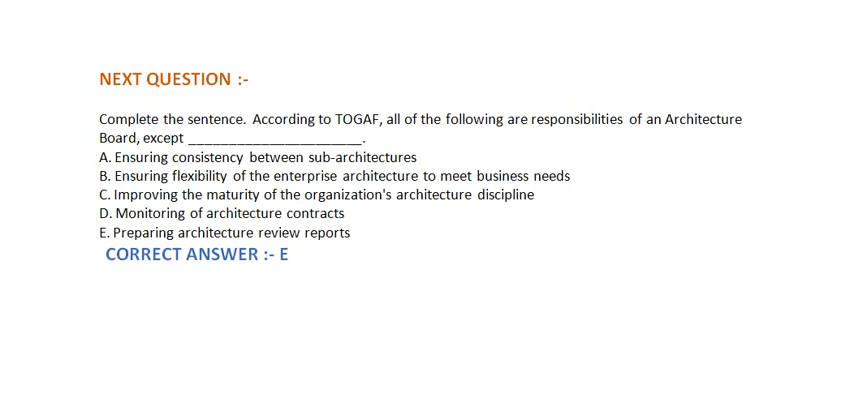 NEXT QUESTION :-
Complete the sentence. According to TOGAF, all of the following are responsibilities of an Architecture
Board, except ______________________.
A. Ensuring consistency between sub-architectures
B. Ensuring flexibility of the enterprise architecture to meet business needs
C. Improving the maturity of the organization's architecture discipline
D. Monitoring of architecture contracts
E. Preparing architecture review reports
CORRECT ANSWER :- E